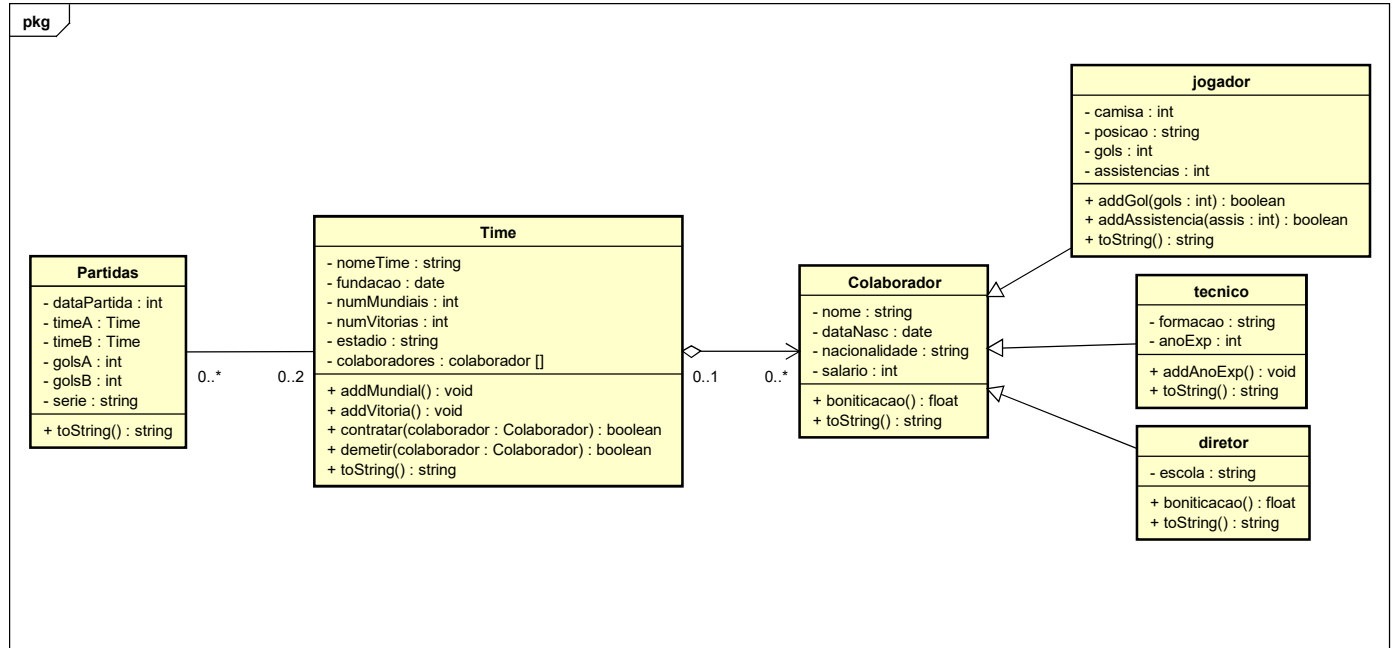 pkg
Partidas
- dataPartida : int
- timeA : Time
- timeB : Time
- golsA : int
- golsB : int
- serie : string
+ toString() : string
0..*
0..2
Time
- nomeTime : string
- fundacao : date
- numMundiais : int
- numVitorias : int
- estadio : string
- colaboradores : colaborador []
+ addMundial() : void
+ addVitoria() : void
+ contratar(colaborador : Colaborador) : boolean
+ demetir(colaborador : Colaborador) : boolean
+ toString() : string
0..1
0..*
Colaborador
- nome : string
- dataNasc : date
- nacionalidade : string
- salario : int
+ boniticacao() : float
+ toString() : string
jogador
- camisa : int
- posicao : string
- gols : int
- assistencias : int
+ addGol(gols : int) : boolean
+ addAssistencia(assis : int) : boolean
+ toString() : string
tecnico
- formacao : string
- anoExp : int
+ addAnoExp() : void
+ toString() : string
diretor
- escola : string
+ boniticacao() : float
+ toString() : string